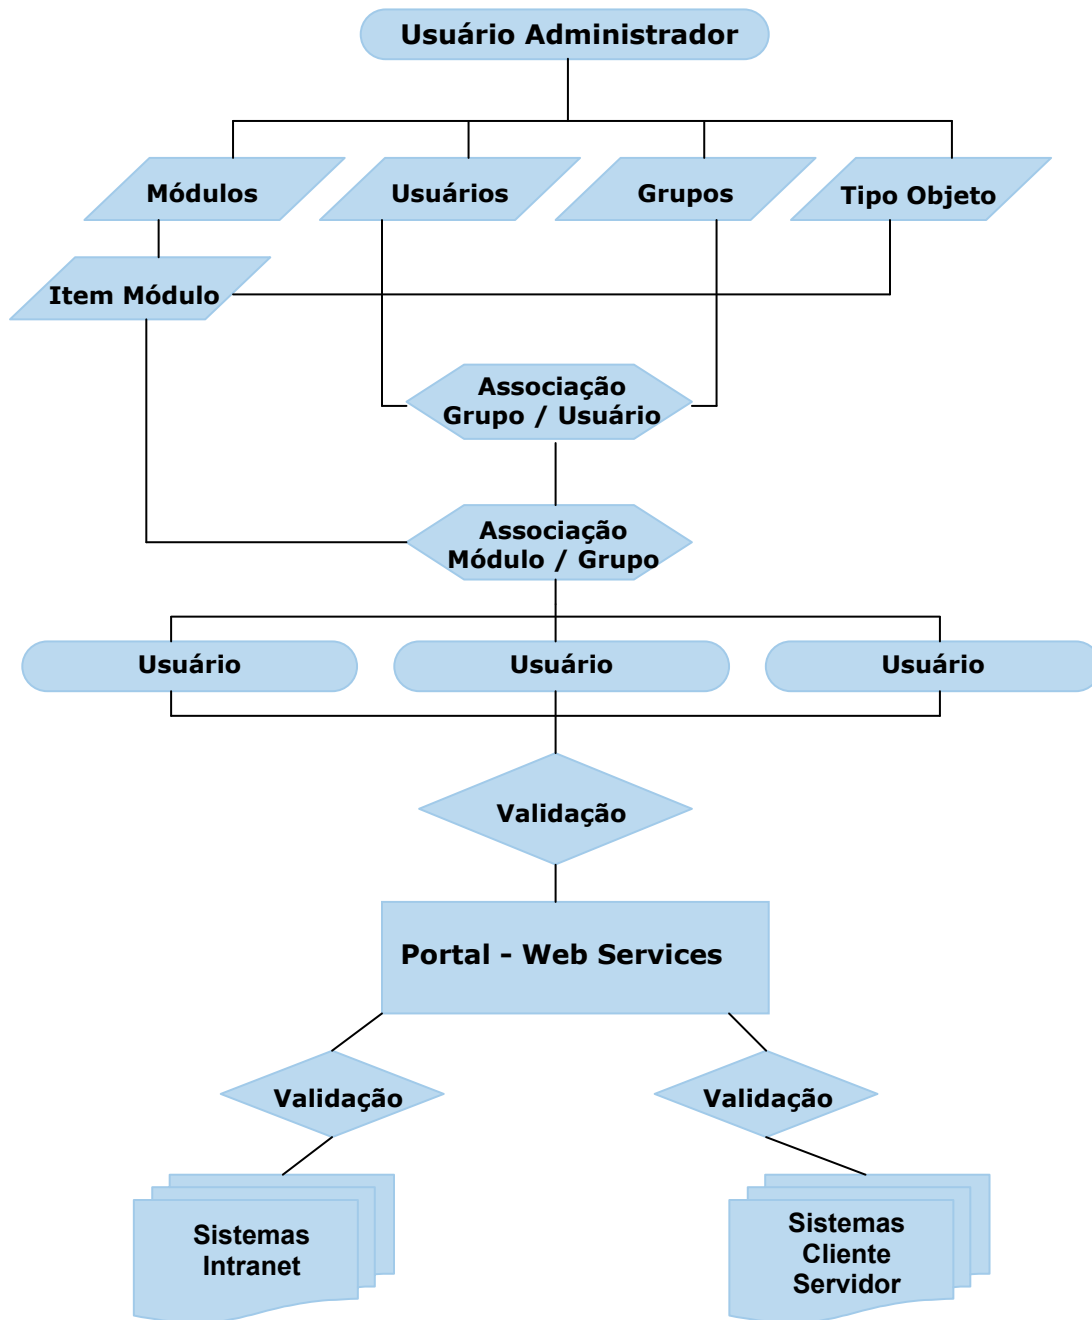 Usuário Administrador
Módulos
Usuários
Grupos
Tipo Objeto
Item Módulo
Associação
Grupo / Usuário
Associação
Módulo / Grupo
Usuário
Usuário
Usuário
Validação
Portal - Web Services
Validação
Validação
Sistemas
Intranet
Sistemas
Cliente
Servidor